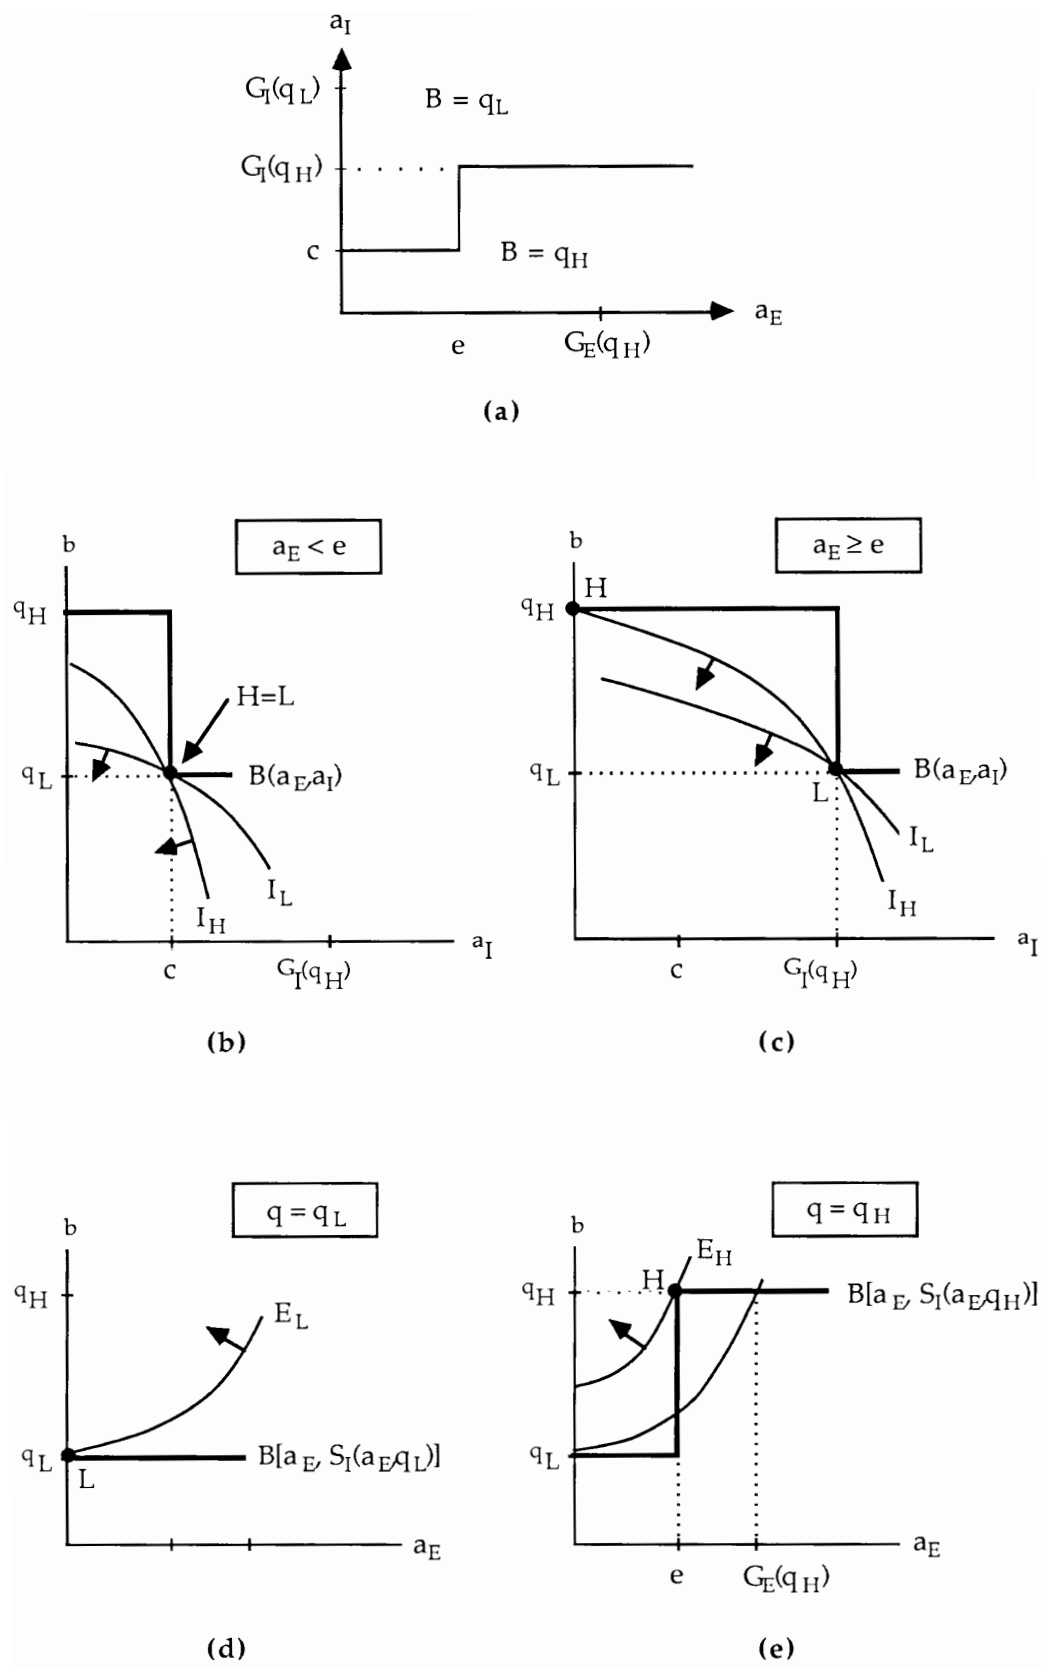 a_I
G_I(q_L)
B = q_L
G_I(q_H)
c
B = q_H
a_E
e
G_E(q_H)
(a)
a_E < e
b
q_H
H=L
q_L
B(a_E,a_I)
I_L
I_H
a_I
c
G_I(q_H)
(b)
a_E ≥ e
b
H
q_H
q_L
L
B(a_E,a_I)
I_L
I_H
a_I
c
G_I(q_H)
(c)
q = q_L
b
q_H
E_L
q_L
L
B[a_E, S_I(a_E,q_L)]
a_E
(d)
q = q_H
b
E_H
H
q_H
B[a_E, S_I(a_E,q_H)]
q_L
a_E
e
G_E(q_H)
(e)